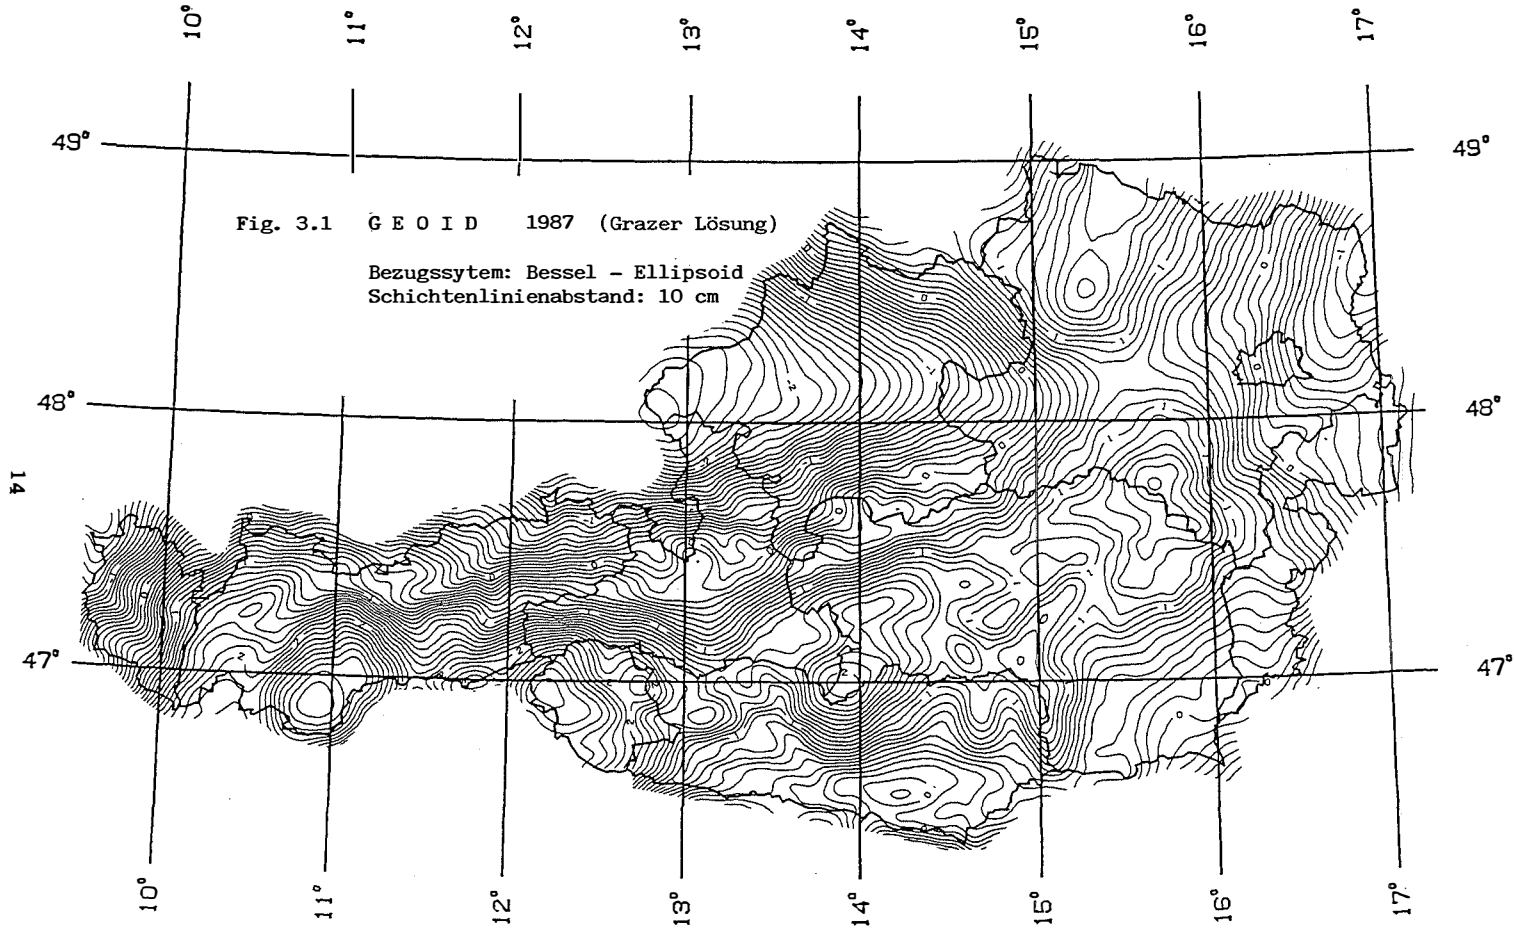 10° 11° 12° 13° 14° 15° 16° 17°
49° 49°
Fig. 3.1 G E O I D 1987 (Grazer Lösung)
Bezugssytem: Bessel - Ellipsoid
Schichtenlinienabstand: 10 cm
48° 48°
14
47° 47°
10° 11° 12° 13° 14° 15° 16° 17°